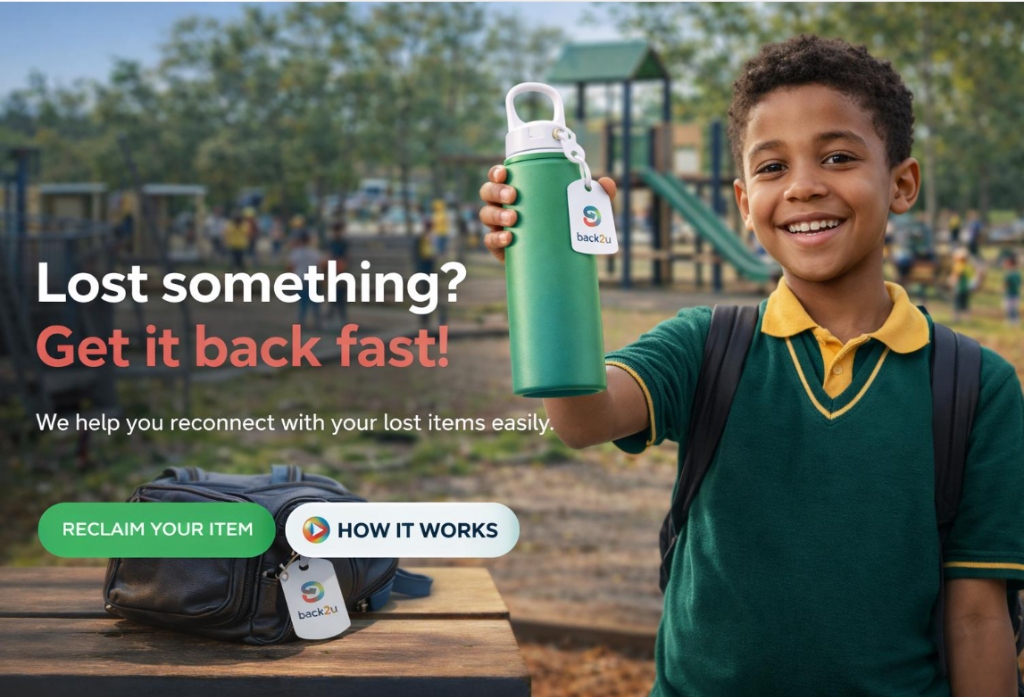 Lost something?
Get it back fast!
back2u
We help you reconnect with your lost items easily.
RECLAIM YOUR ITEM
HOW IT WORKS
back2u